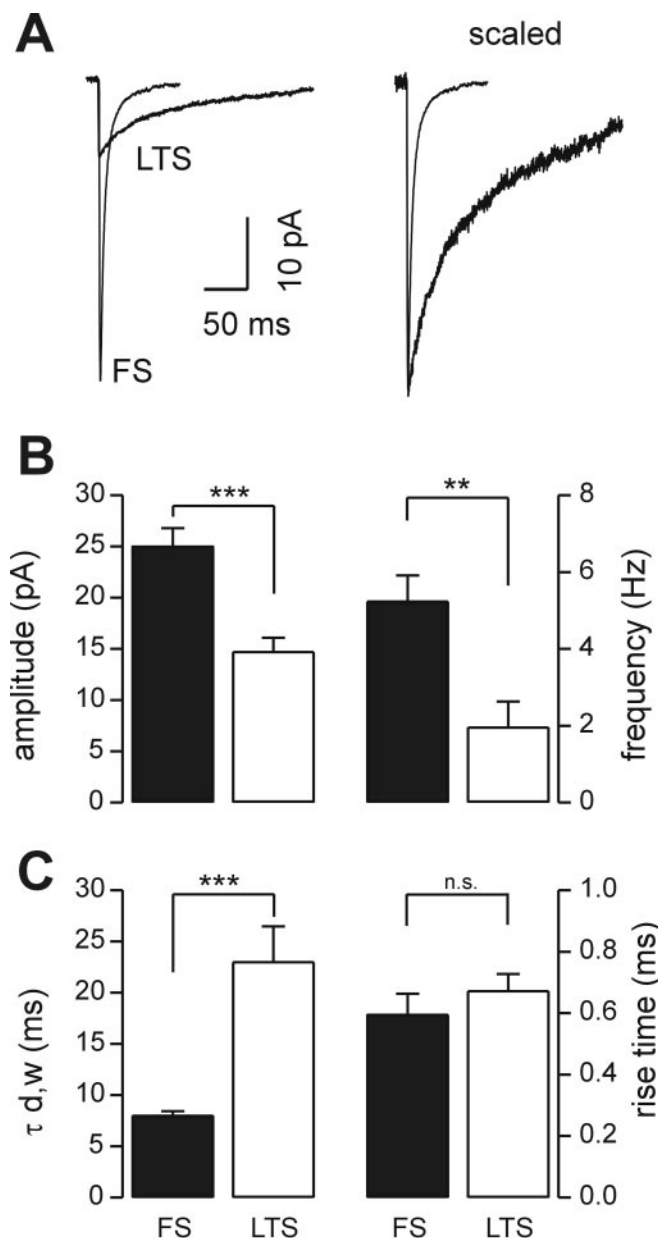 A
scaled
LTS
10 pA
50 ms
FS
B
amplitude (pA)
30
25
20
15
10
5
0
***
**
8
6
4
2
0
frequency (Hz)
C
τ d,w (ms)
30
25
20
15
10
5
0
***
n.s.
1.0
0.8
0.6
0.4
0.2
0.0
rise time (ms)
FS LTS FS LTS